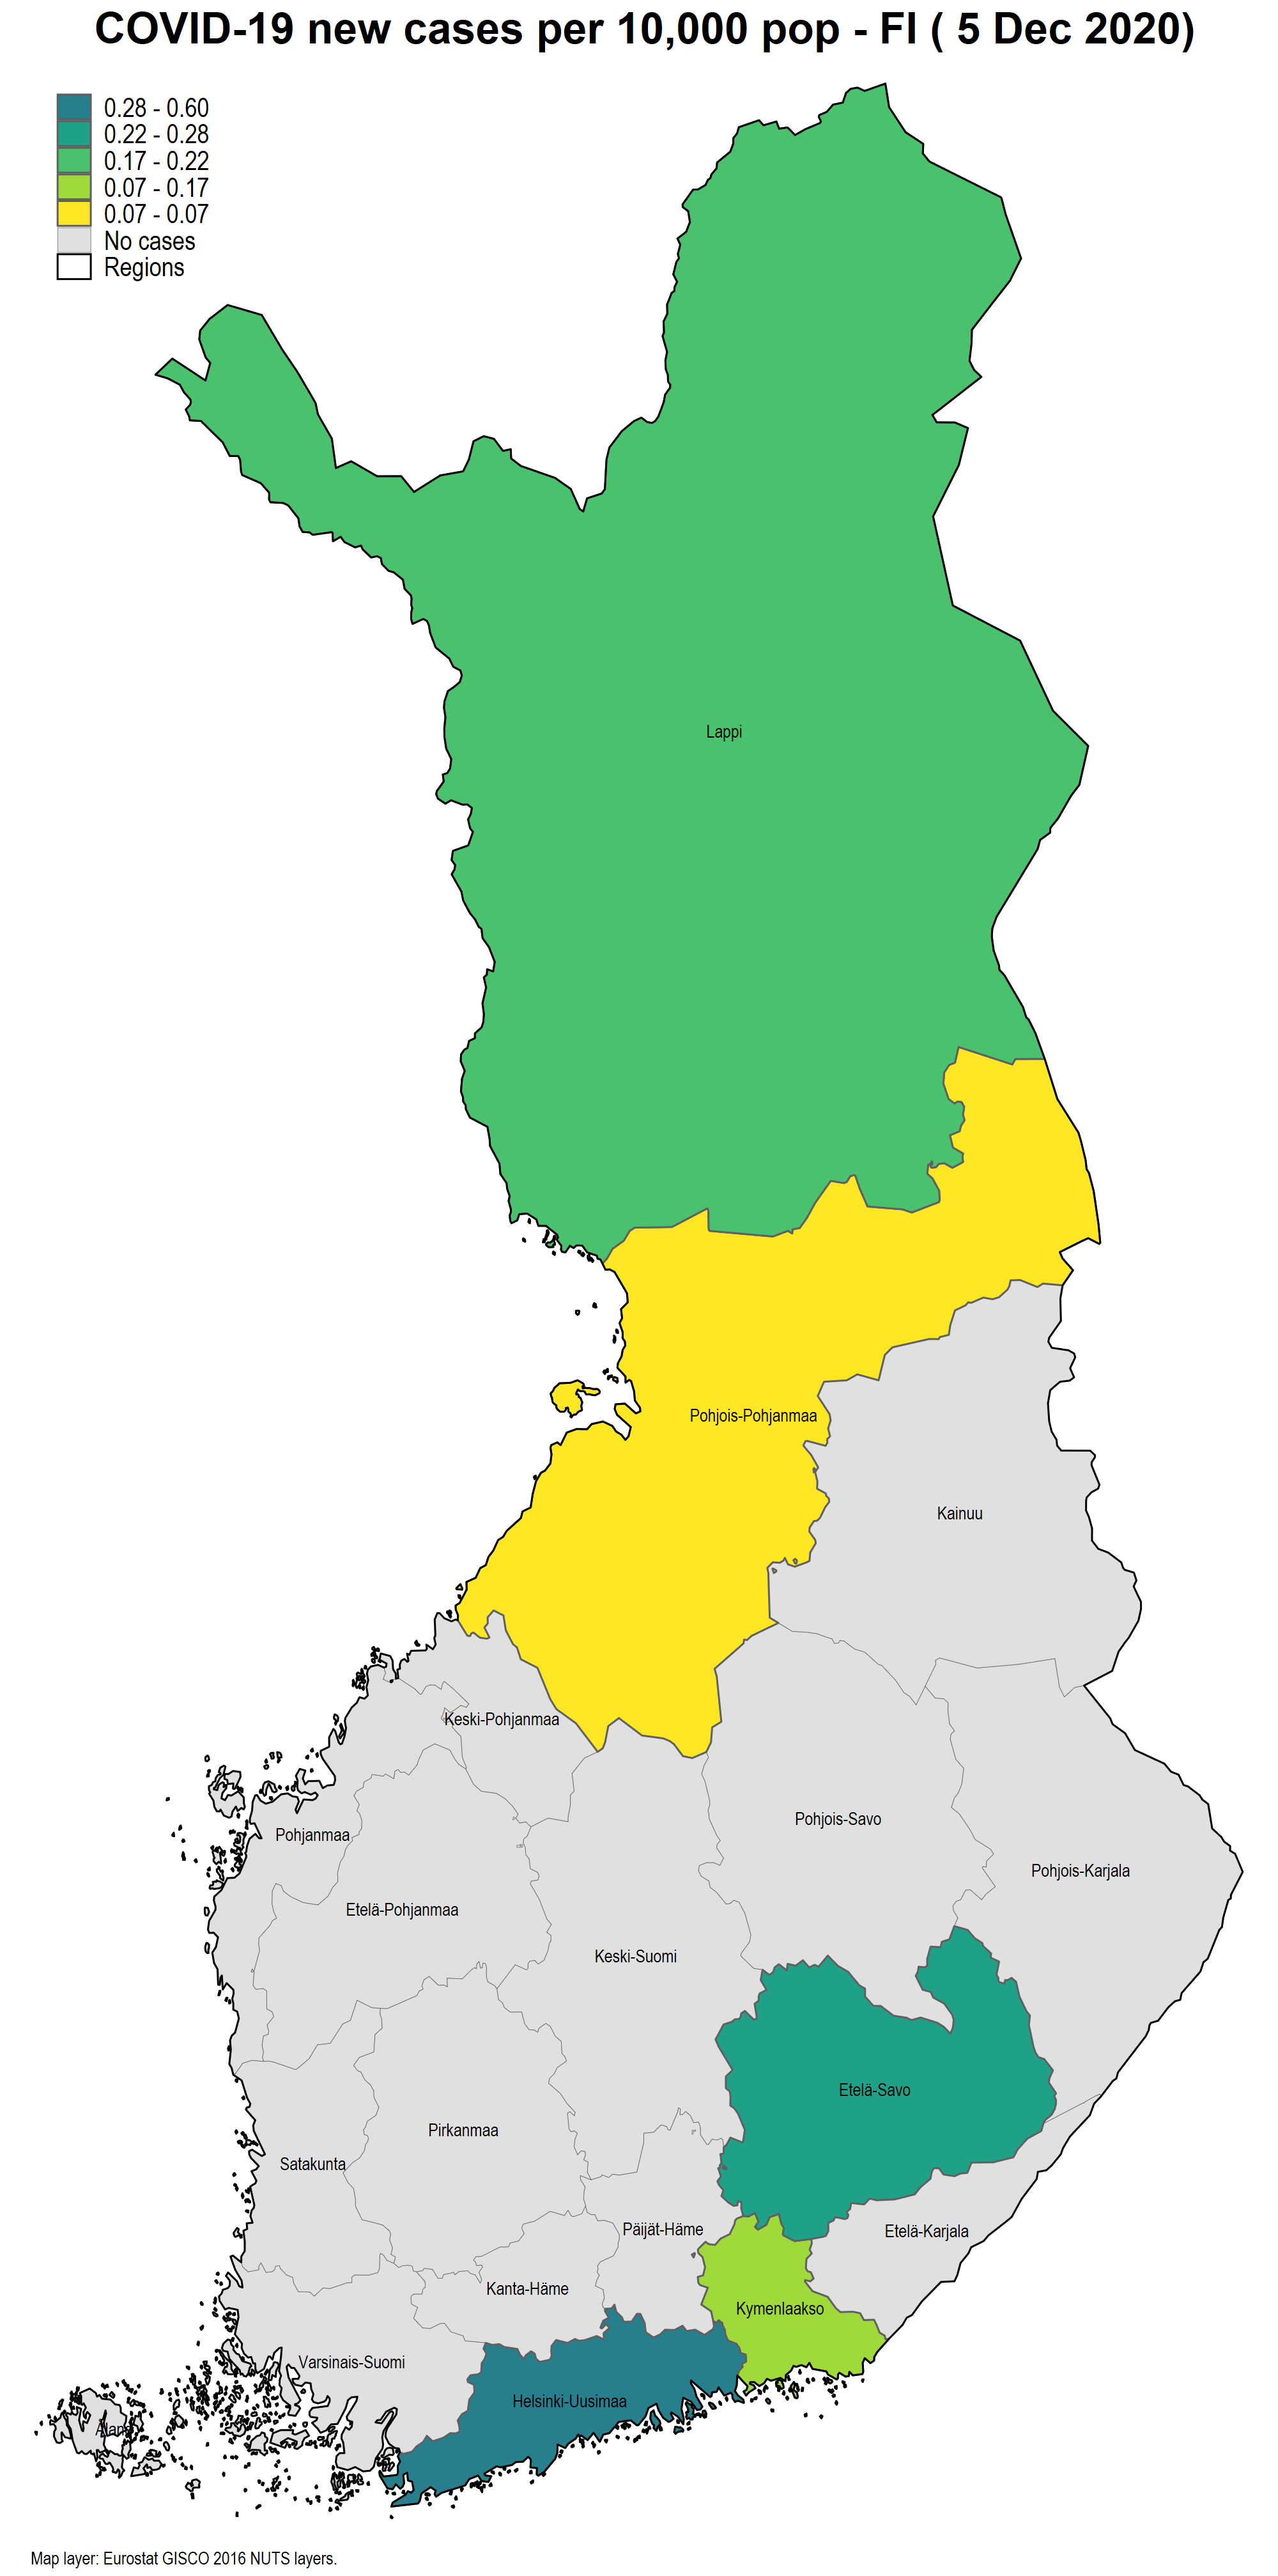 COVID-19 new cases per 10,000 pop - FI ( 5 Dec 2020)
0.28 - 0.60
0.22 - 0.28
0.17 - 0.22
0.07 - 0.17
0.07 - 0.07
No cases
Regions
Lappi
Pohjois-Pohjanmaa
Kainuu
Keski-Pohjanmaa
Pohjois-Savo
Pohjanmaa
Pohjois-Karjala
Etelä-Pohjanmaa
Keski-Suomi
Etelä-Savo
Pirkanmaa
Satakunta
Päijät-Häme
Etelä-Karjala
Kanta-Häme
Kymenlaakso
Varsinais-Suomi
Helsinki-Uusimaa
Map layer: Eurostat GISCO 2016 NUTS layers.